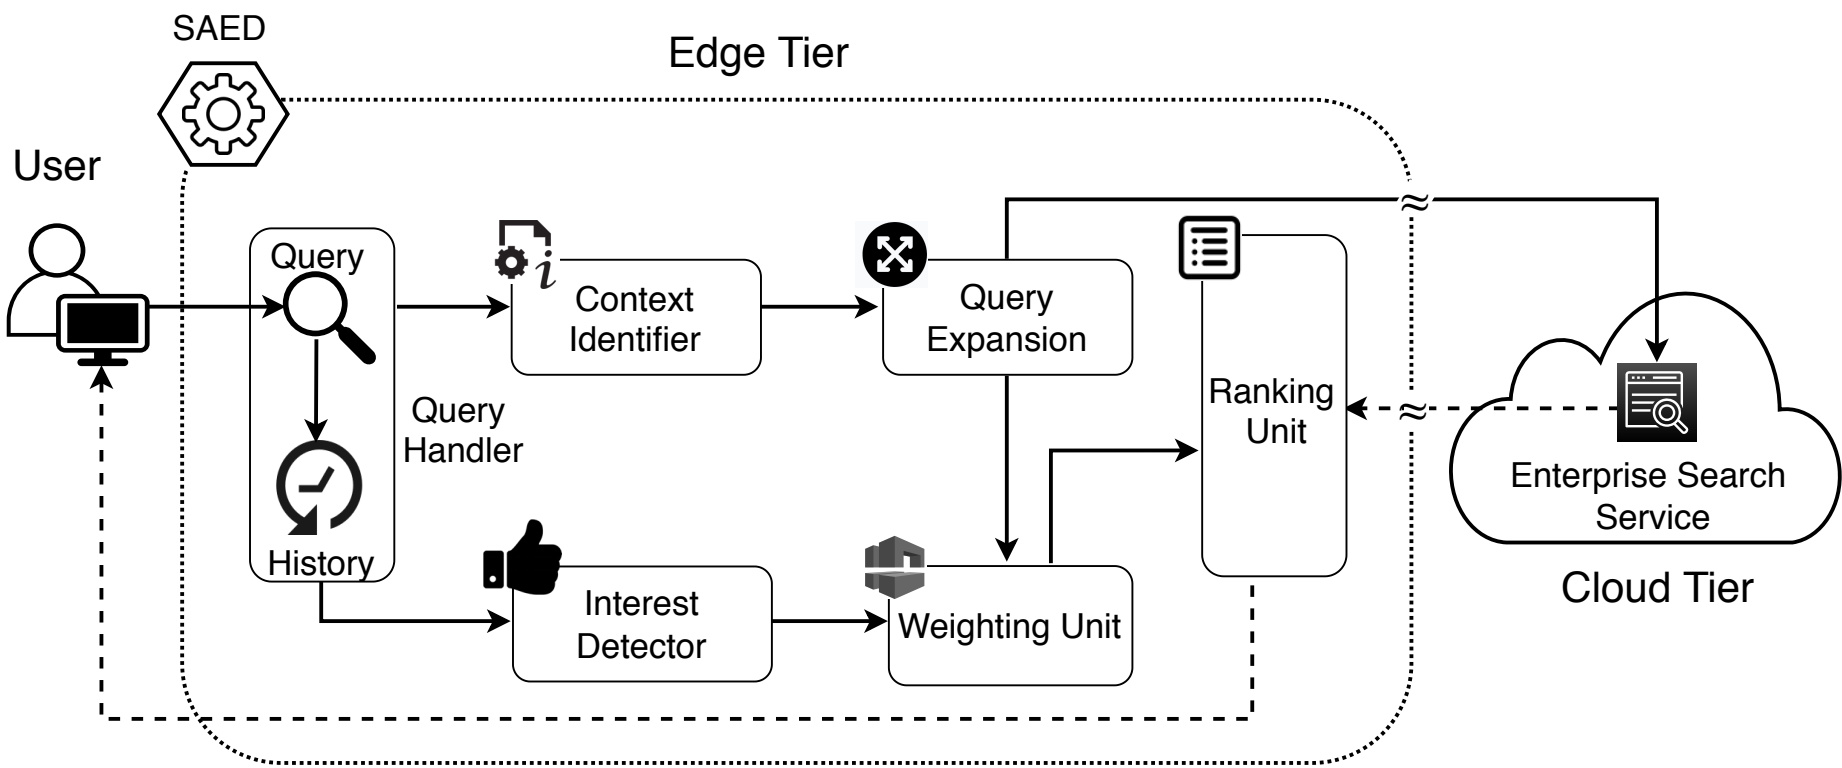 SAED
Edge Tier
User
Query
Context
Identifier
Query
Expansion
Ranking
Unit
Query
Handler
History
Interest
Detector
Weighting Unit
Enterprise Search
Service
Cloud Tier